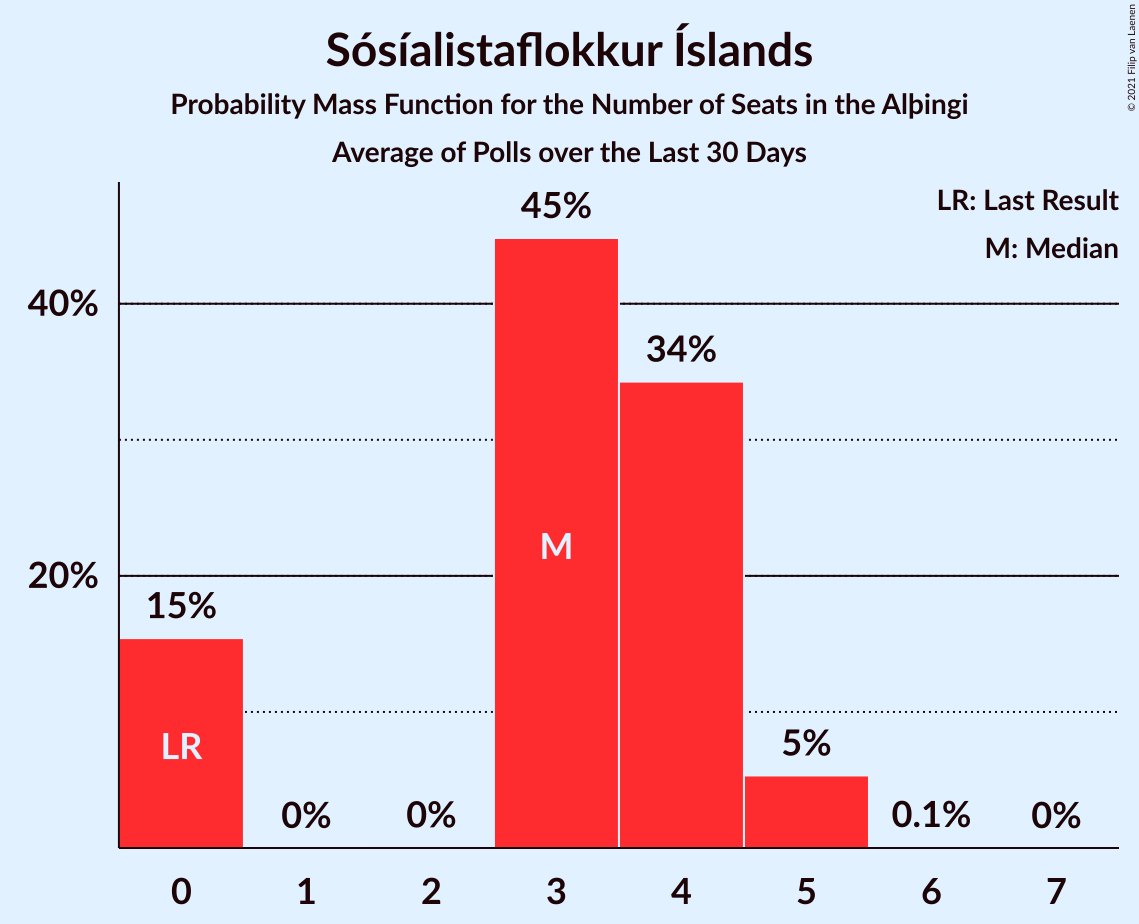 Sósíalistaflokkur Íslands
Probability Mass Function for the Number of Seats in the Alþingi
Average of Polls over the Last 30 Days
© 2021 Filip van Laenen
LR: Last Result
M: Median
45%
40%
34%
M
20%
15%
LR
5%
0%
0%
0.1%
0%
0 1 2 3 4 5 6 7